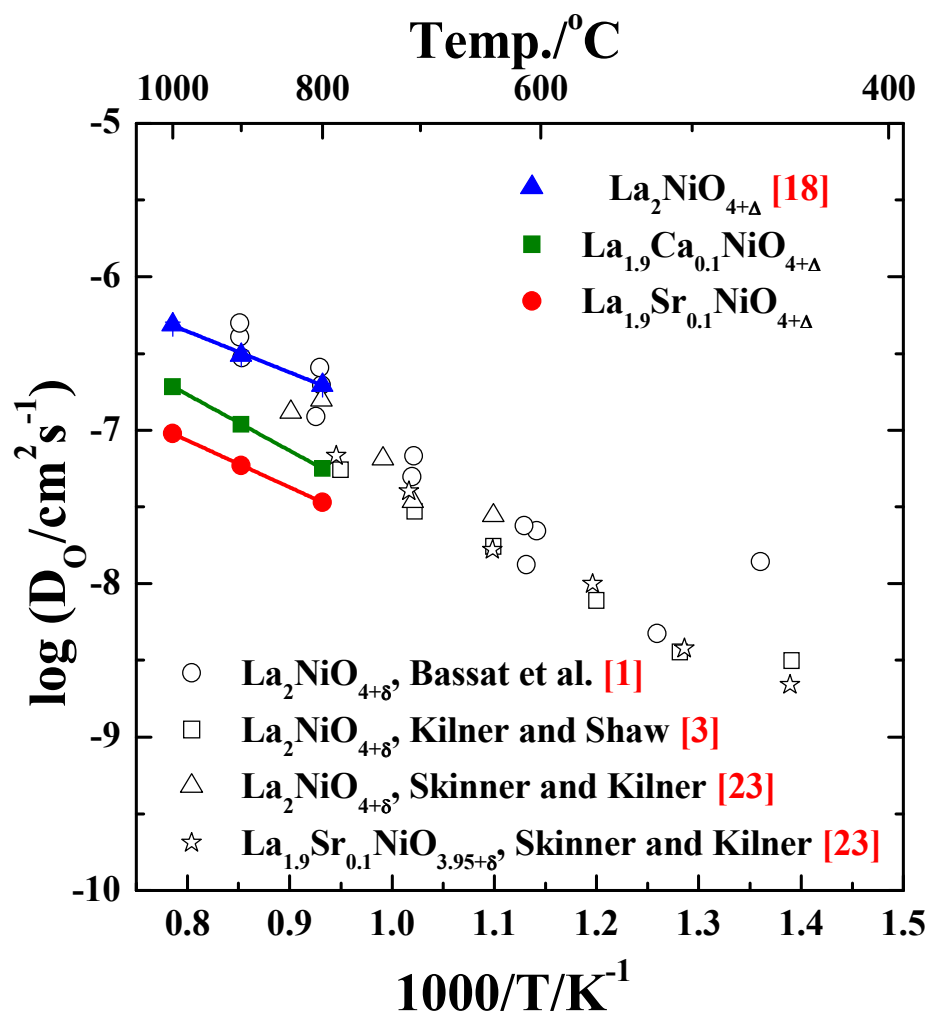 Temp./°C
1000 800 600 400
-5
-6
-7
-8
-9
-10
log (D_O/cm²s⁻¹)
La₂NiO₄₊Δ [18]
La₁.₉Ca₀.₁NiO₄₊Δ
La₁.₉Sr₀.₁NiO₄₊Δ
La₂NiO₄₊δ, Bassat et al. [1]
La₂NiO₄₊δ, Kilner and Shaw [3]
La₂NiO₄₊δ, Skinner and Kilner [23]
La₁.₉Sr₀.₁NiO₃.₉₅₊δ, Skinner and Kilner [23]
0.8 0.9 1.0 1.1 1.2 1.3 1.4 1.5
1000/T/K⁻¹